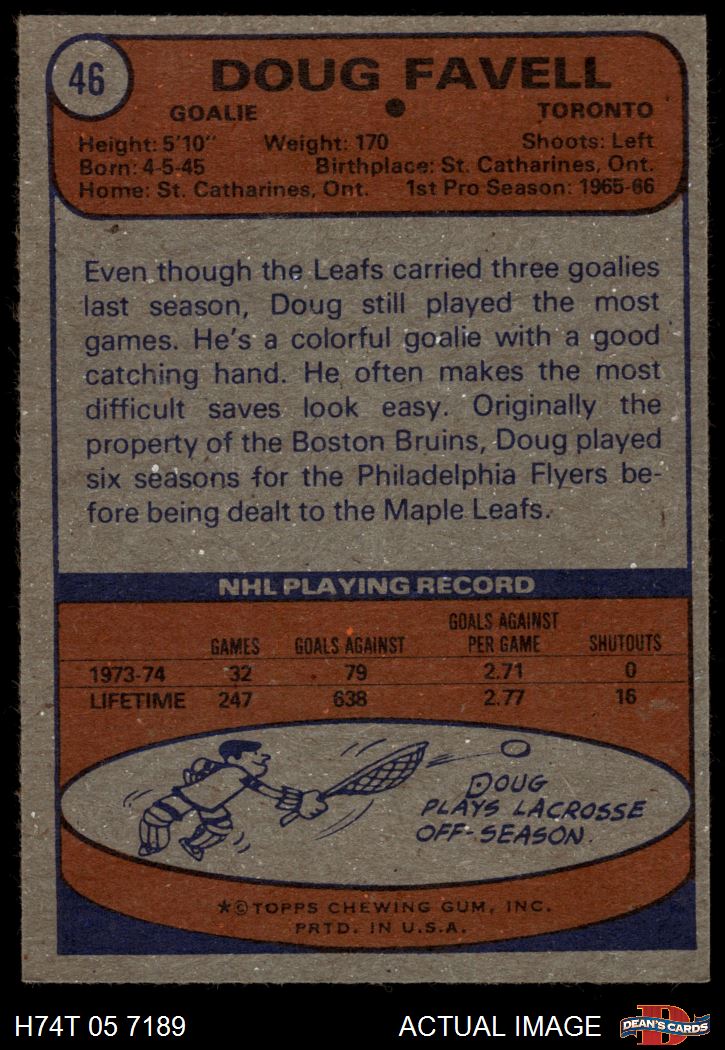 46
DOUG FAVELL
GOALIE TORONTO
Height: 5'10" Weight: 170 Shoots: Left
Born: 4-5-45 Birthplace: St. Catharines, Ont.
Home: St. Catharines, Ont. 1st Pro Season: 1965-66
Even though the Leafs carried three goalies
last season, Doug still played the most
games. He's a colorful goalie with a good
catching hand. He often makes the most
difficult saves look easy. Originally the
property of the Boston Bruins, Doug played
six seasons for the Philadelphia Flyers be-
fore being dealt to the Maple Leafs.
NHL PLAYING RECORD
GAMES GOALS AGAINST GOALS AGAINST PER GAME SHUTOUTS
1973-74 32 79 2.71 0
LIFETIME 247 638 2.77 16
DOUG
PLAYS LACROSSE
OFF-SEASON.
★©TOPPS CHEWING GUM, INC.
PRTD. IN U.S.A.
H74T 05 7189 ACTUAL IMAGE D DEAN'S CARDS